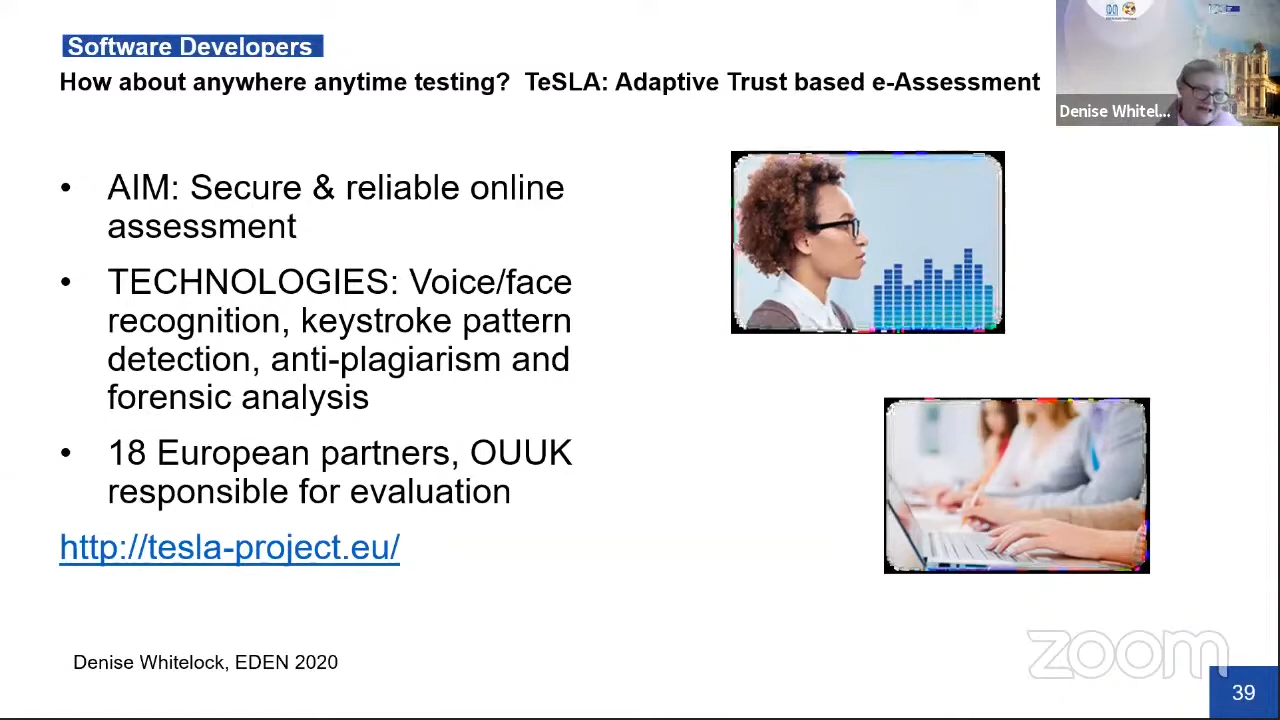 Software Developers
How about anywhere anytime testing? TeSLA: Adaptive Trust based e-Assessment
Denise Whitel...
• AIM: Secure & reliable online
assessment
• TECHNOLOGIES: Voice/face
recognition, keystroke pattern
detection, anti-plagiarism and
forensic analysis
• 18 European partners, OUUK
responsible for evaluation
http://tesla-project.eu/
Denise Whitelock, EDEN 2020
zoom
39